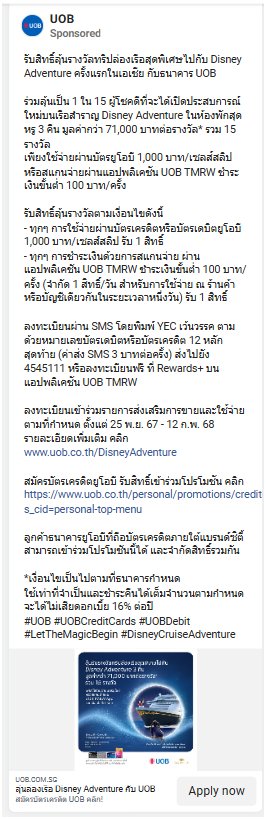 UOB
Sponsored
รับสิทธิ์ลุ้นรางวัลทริปล่องเรือสุดพิเศษไปกับ Disney
Adventure ครั้งแรกในเอเชีย กับธนาคาร UOB
ร่วมลุ้นเป็น 1 ใน 15 ผู้โชคดีที่จะได้เปิดประสบการณ์
ใหม่บนเรือสำราญ Disney Adventure ในห้องพักสุด
หรู 3 คืน มูลค่ากว่า 71,000 บาทต่อรางวัล* รวม 15
รางวัล
เพียงใช้จ่ายผ่านบัตรยูโอบี 1,000 บาท/เซลส์สลิป
หรือสแกนจ่ายผ่านแอปพลิเคชัน UOB TMRW ชำระ
เงินขั้นต่ำ 100 บาท/ครั้ง
รับสิทธิ์ลุ้นรางวัลตามเงื่อนไขดังนี้
- ทุกๆ การใช้จ่ายผ่านบัตรเครดิตหรือบัตรเดบิตยูโอบี
1,000 บาท/เซลส์สลิป รับ 1 สิทธิ์
- ทุกๆ การชำระเงินด้วยการสแกนจ่าย ผ่าน
แอปพลิเคชัน UOB TMRW ชำระเงินขั้นต่ำ 100 บาท/
ครั้ง (จำกัด 1 สิทธิ์/วัน สำหรับการใช้จ่าย ณ ร้านค้า
หรือบัญชีเดียวกันในระยะเวลาหนึ่งวัน) รับ 1 สิทธิ์
ลงทะเบียนผ่าน SMS โดยพิมพ์ YEC เว้นวรรค ตาม
ด้วยหมายเลขบัตรเดบิตหรือบัตรเครดิต 12 หลัก
สุดท้าย (ค่าส่ง SMS 3 บาทต่อครั้ง) ส่งไปยัง
4545111 หรือลงทะเบียนฟรี ที่ Rewards+ บน
แอปพลิเคชัน UOB TMRW
ลงทะเบียนเข้าร่วมรายการส่งเสริมการขายและใช้จ่าย
ตามที่กำหนด ตั้งแต่ 25 พ.ย. 67 - 12 ก.พ. 68
รายละเอียดเพิ่มเติม คลิก
www.uob.co.th/DisneyAdventure
สมัครบัตรเครดิตยูโอบี รับสิทธิ์เข้าร่วมโปรโมชัน คลิก
https://www.uob.co.th/personal/promotions/credit
s_cid=personal-top-menu
ลูกค้าธนาคารยูโอบีที่ถือบัตรเครดิตภายใต้แบรนด์ซิตี้
สามารถเข้าร่วมโปรโมชันนี้ได้ และจำกัดสิทธิ์รวมกัน
*เงื่อนไขเป็นไปตามที่ธนาคารกำหนด
ใช้เท่าที่จำเป็นและชำระคืนได้เต็มจำนวนตามกำหนด
จะได้ไม่เสียดอกเบี้ย 16% ต่อปี
#UOB #UOBCreditCards #UOBDebit
#LetTheMagicBegin #DisneyCruiseAdventure
Disney Adventure 3 คืน
UOB
UOB.COM.SG
ลุ้นล่องเรือ Disney Adventure กับ UOB
สมัครบัตรเครดิต UOB คลิก!
Apply now